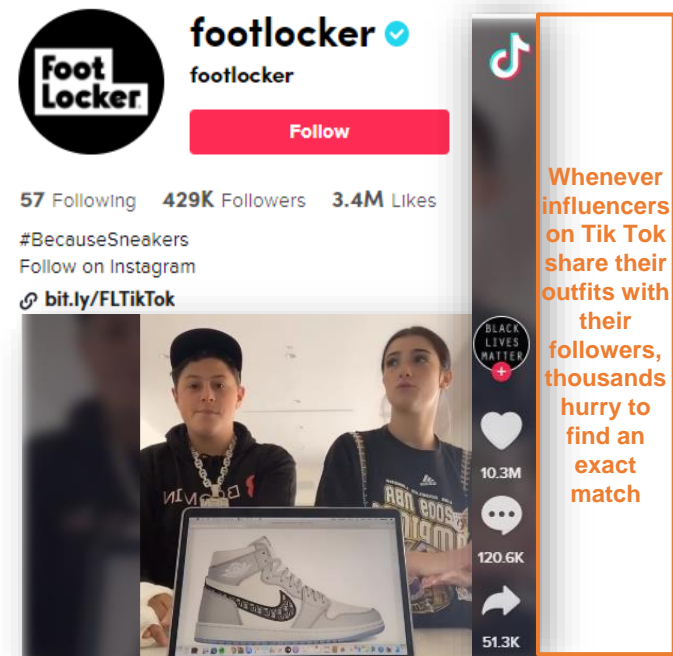 Foot
Locker
footlocker
footlocker
Follow
57 Following 429K Followers 3.4M Likes
#BecauseSneakers
Follow on Instagram
bit.ly/FLTikTok
BLACK
LIVES
MATTER
10.3M
120.6K
51.3K
Whenever
influencers
on Tik Tok
share their
outfits with
their
followers,
thousands
hurry to
find an
exact
match